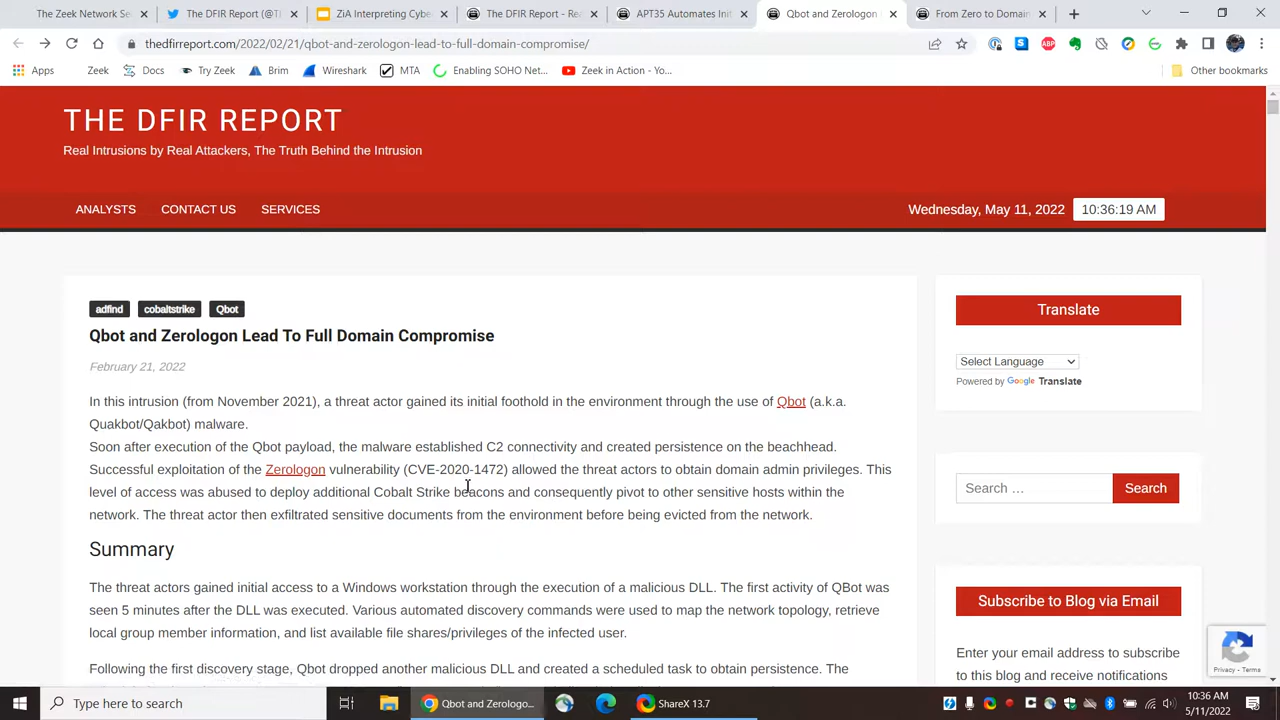 The Zeek Network Sec
The DFIR Report (@T
ZiA Interpreting Cybe
The DFIR Report - Rea
APT35 Automates Init
Qbot and Zerologon
From Zero to Domain
thedfirreport.com/2022/02/21/qbot-and-zerologon-lead-to-full-domain-compromise/
ABP
Apps
Zeek
Docs
Try Zeek
Brim
Wireshark
MTA
Enabling SOHO Net...
Zeek in Action - Yo...
Other bookmarks
THE DFIR REPORT
Real Intrusions by Real Attackers, The Truth Behind the Intrusion
ANALYSTS
CONTACT US
SERVICES
Wednesday, May 11, 2022
10:36:19 AM
adfind
cobaltstrike
Qbot
Qbot and Zerologon Lead To Full Domain Compromise
February 21, 2022
In this intrusion (from November 2021), a threat actor gained its initial foothold in the environment through the use of Qbot (a.k.a.
Quakbot/Qakbot) malware.
Soon after execution of the Qbot payload, the malware established C2 connectivity and created persistence on the beachhead.
Successful exploitation of the Zerologon vulnerability (CVE-2020-1472) allowed the threat actors to obtain domain admin privileges. This
level of access was abused to deploy additional Cobalt Strike beacons and consequently pivot to other sensitive hosts within the
network. The threat actor then exfiltrated sensitive documents from the environment before being evicted from the network.
Summary
The threat actors gained initial access to a Windows workstation through the execution of a malicious DLL. The first activity of QBot was
seen 5 minutes after the DLL was executed. Various automated discovery commands were used to map the network topology, retrieve
local group member information, and list available file shares/privileges of the infected user.
Following the first discovery stage, Qbot dropped another malicious DLL and created a scheduled task to obtain persistence. The
Translate
Select Language
Powered by Google Translate
Search …
Search
Subscribe to Blog via Email
Enter your email address to subscribe
to this blog and receive notifications
Privacy - Terms
Type here to search
Qbot and Zerologo...
ShareX 13.7
10:36 AM
5/11/2022